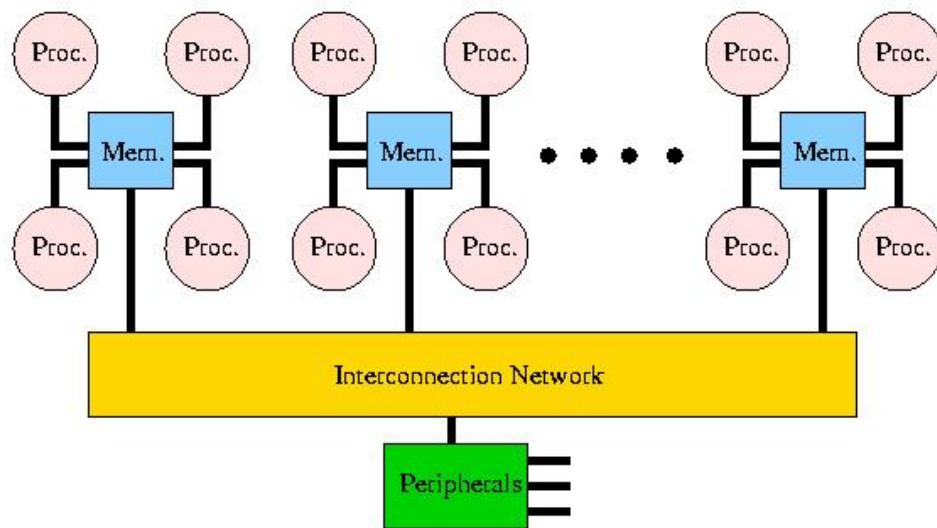 Proc. Proc. Proc. Proc. Proc. Proc.
Mem. Mem. Mem.
Proc. Proc. Proc. Proc. Proc. Proc.
Interconnection Network
Peripherals